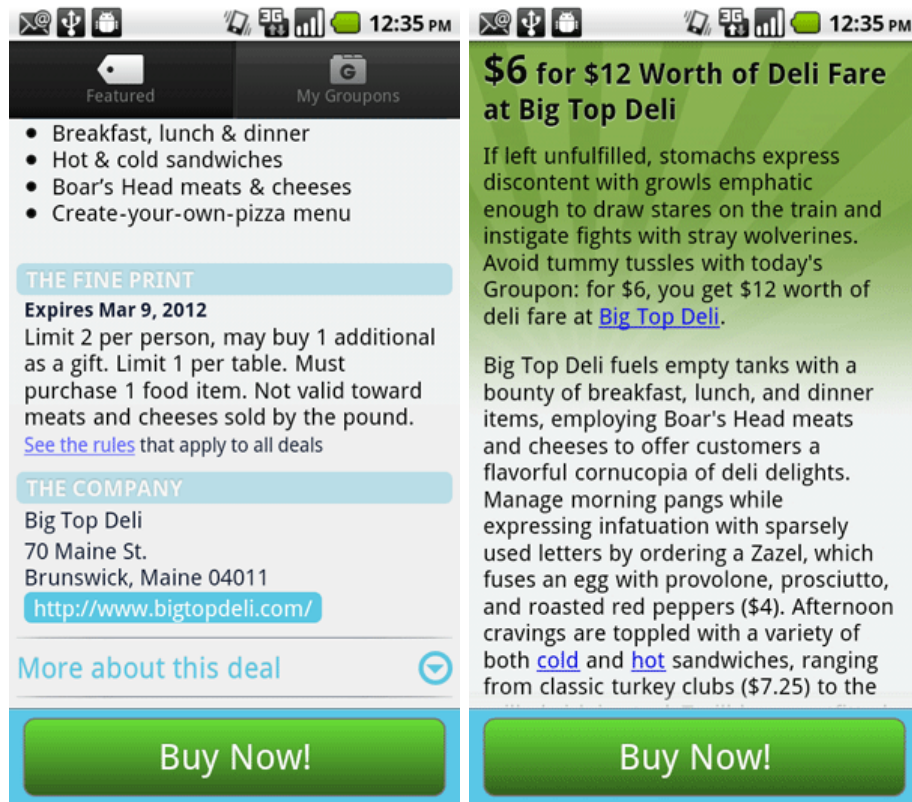 12:35 PM
Featured
My Groupons
• Breakfast, lunch & dinner
• Hot & cold sandwiches
• Boar’s Head meats & cheeses
• Create-your-own-pizza menu
THE FINE PRINT
Expires Mar 9, 2012
Limit 2 per person, may buy 1 additional
as a gift. Limit 1 per table. Must
purchase 1 food item. Not valid toward
meats and cheeses sold by the pound.
See the rules that apply to all deals
THE COMPANY
Big Top Deli
70 Maine St.
Brunswick, Maine 04011
http://www.bigtopdeli.com/
More about this deal
Buy Now!
3G
12:35 PM
$6 for $12 Worth of Deli Fare
at Big Top Deli
If left unfulfilled, stomachs express
discontent with growls emphatic
enough to draw stares on the train and
instigate fights with stray wolverines.
Avoid tummy tussles with today's
Groupon: for $6, you get $12 worth of
deli fare at Big Top Deli.
Big Top Deli fuels empty tanks with a
bounty of breakfast, lunch, and dinner
items, employing Boar's Head meats
and cheeses to offer customers a
flavorful cornucopia of deli delights.
Manage morning pangs while
expressing infatuation with sparsely
used letters by ordering a Zazel, which
fuses an egg with provolone, prosciutto,
and roasted red peppers ($4). Afternoon
cravings are toppled with a variety of
both cold and hot sandwiches, ranging
from classic turkey clubs ($7.25) to the
Buy Now!